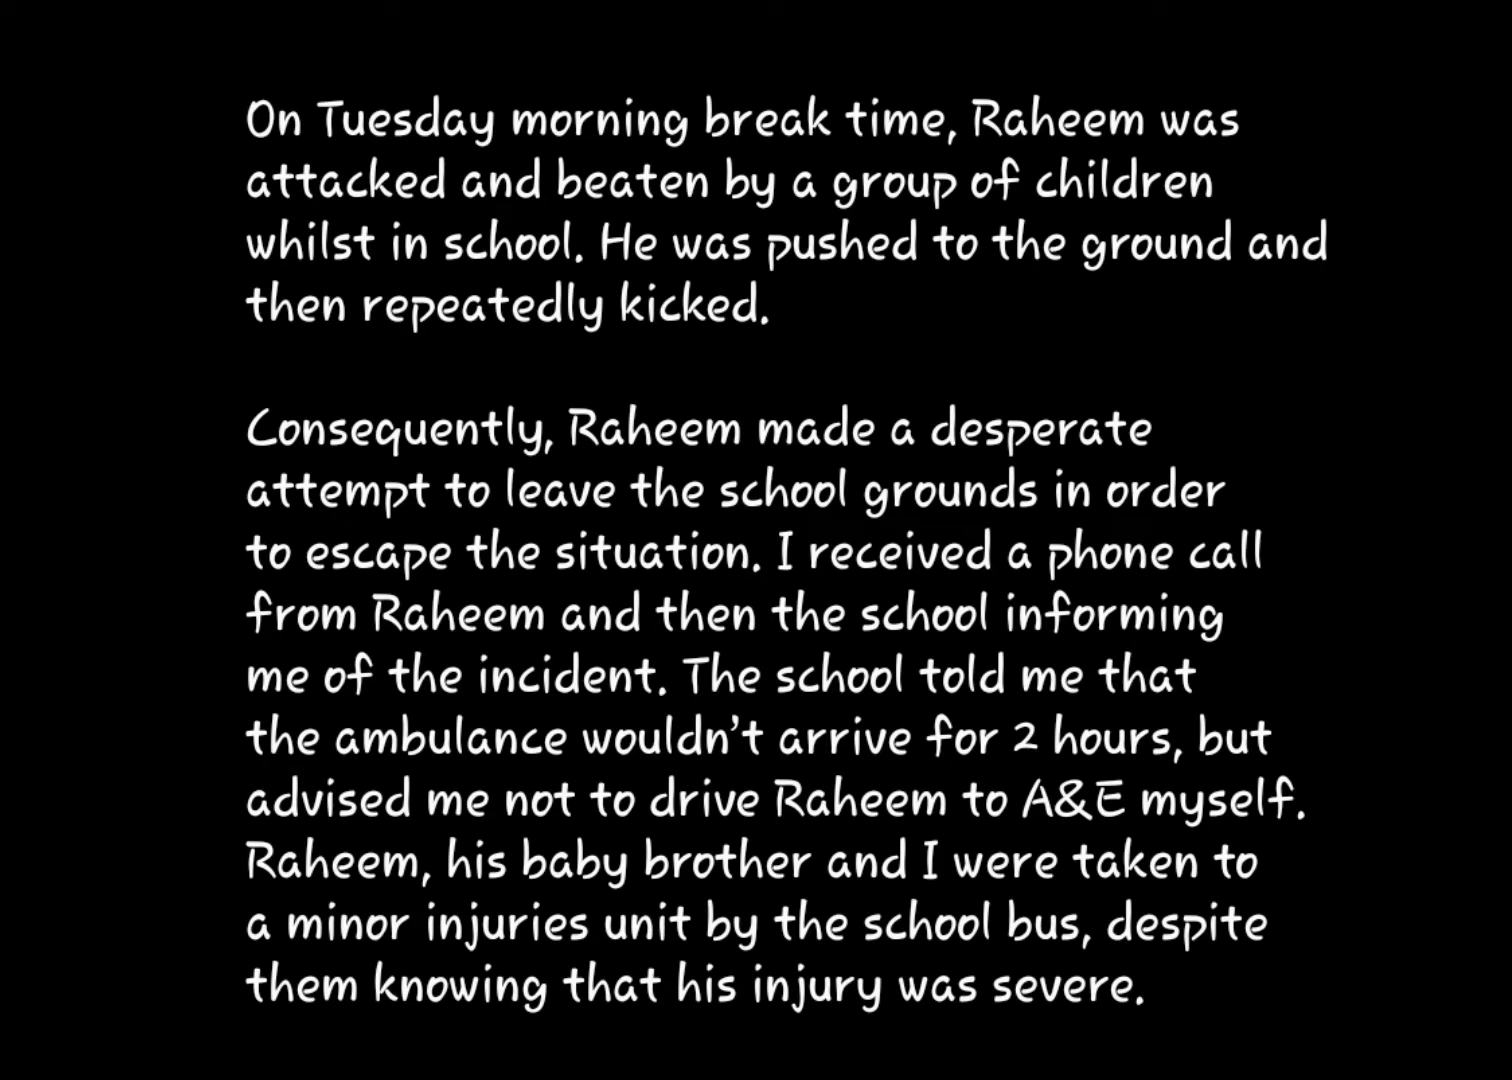 On Tuesday morning break time, Raheem was
attacked and beaten by a group of children
whilst in school. He was pushed to the ground and
then repeatedly kicked.
Consequently, Raheem made a desperate
attempt to leave the school grounds in order
to escape the situation. I received a phone call
from Raheem and then the school informing
me of the incident. The school told me that
the ambulance wouldn't arrive for 2 hours, but
advised me not to drive Raheem to A&E myself.
Raheem, his baby brother and I were taken to
a minor injuries unit by the school bus, despite
them knowing that his injury was severe.